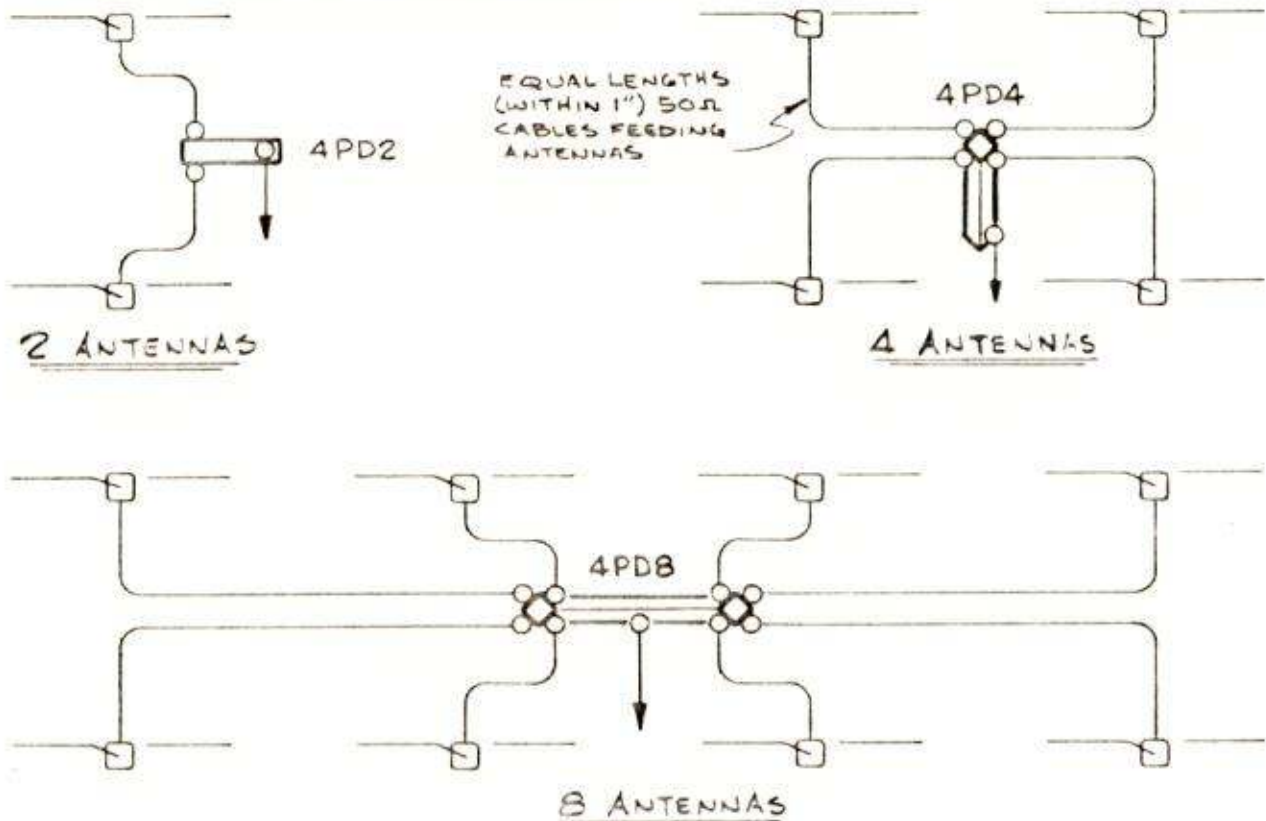 EQUAL LENGTHS
(WITHIN 1") 50Ω
CABLES FEEDING
ANTENNAS
4PD4
4PD2
2 ANTENNAS
4 ANTENNAS
4PD8
8 ANTENNAS